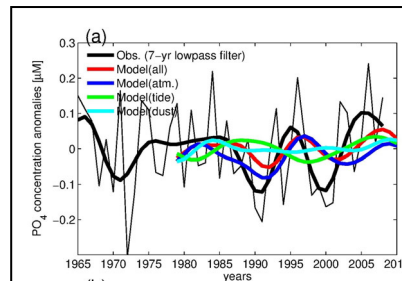 (a)
Obs. (7-yr lowpass filter)
Model(all)
Model(atm.)
Model(tide)
Model(dust)
PO4 concentration anomalies [μM]
0.3
0.2
0.1
0
-0.1
-0.2
1965 1970 1975 1980 1985 1990 1995 2000 2005 201
years